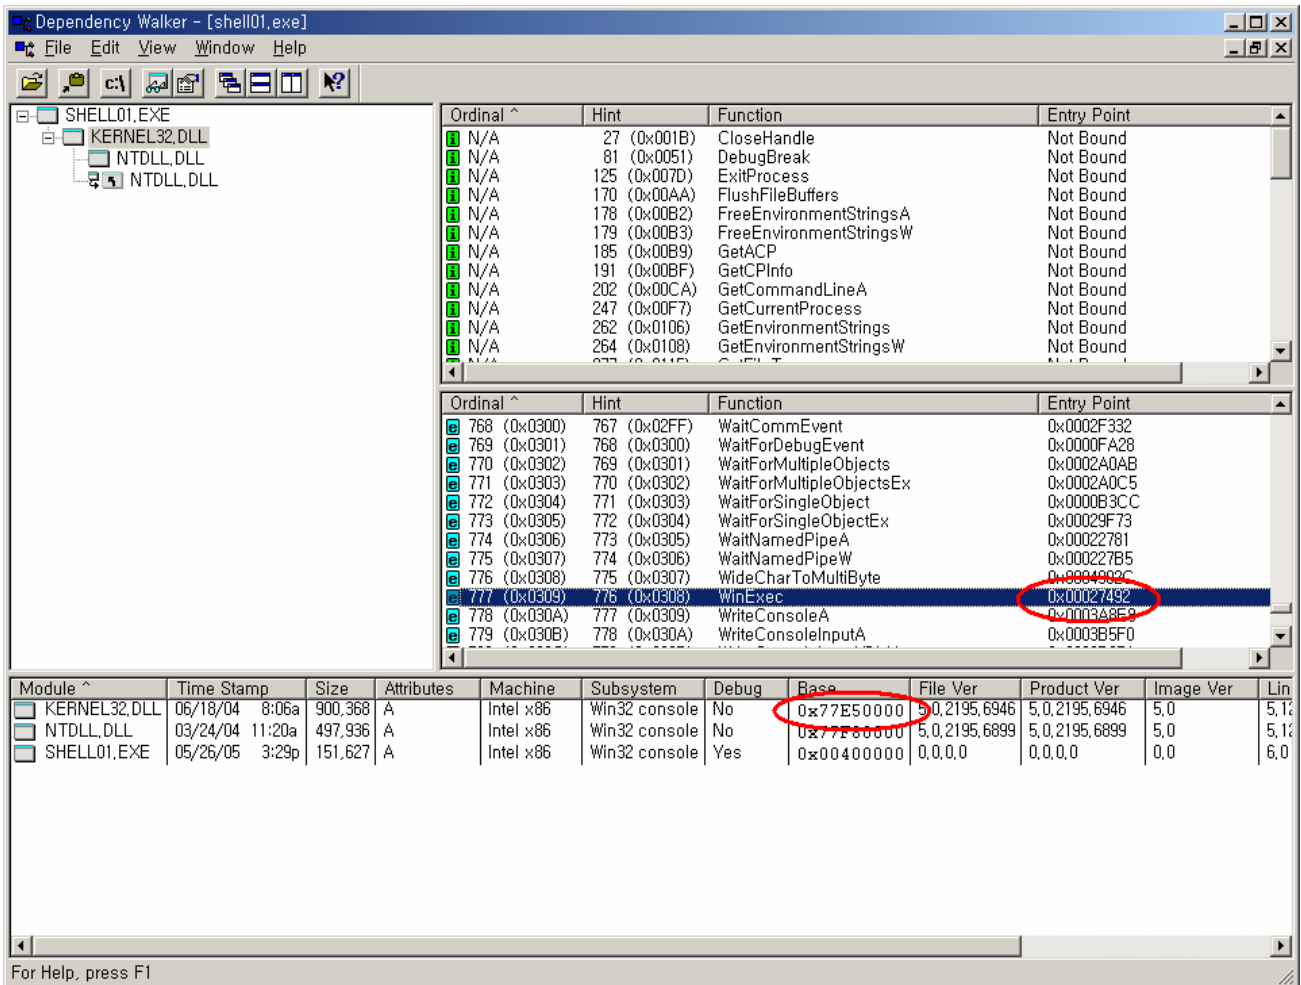 Dependency Walker - [shell01.exe]
File Edit View Window Help
c:\
SHELL01.EXE
KERNEL32.DLL
NTDLL.DLL
NTDLL.DLL
Ordinal ^ Hint Function Entry Point
N/A 27 (0x001B) CloseHandle Not Bound
N/A 81 (0x0051) DebugBreak Not Bound
N/A 125 (0x007D) ExitProcess Not Bound
N/A 170 (0x00AA) FlushFileBuffers Not Bound
N/A 178 (0x00B2) FreeEnvironmentStringsA Not Bound
N/A 179 (0x00B3) FreeEnvironmentStringsW Not Bound
N/A 185 (0x00B9) GetACP Not Bound
N/A 191 (0x00BF) GetCPInfo Not Bound
N/A 202 (0x00CA) GetCommandLineA Not Bound
N/A 247 (0x00F7) GetCurrentProcess Not Bound
N/A 262 (0x0106) GetEnvironmentStrings Not Bound
N/A 264 (0x0108) GetEnvironmentStringsW Not Bound
Ordinal ^ Hint Function Entry Point
768 (0x0300) 767 (0x02FF) WaitCommEvent 0x0002F332
769 (0x0301) 768 (0x0300) WaitForDebugEvent 0x0000FA28
770 (0x0302) 769 (0x0301) WaitForMultipleObjects 0x0002A0AB
771 (0x0303) 770 (0x0302) WaitForMultipleObjectsEx 0x0002A0C5
772 (0x0304) 771 (0x0303) WaitForSingleObject 0x0000B3CC
773 (0x0305) 772 (0x0304) WaitForSingleObjectEx 0x00029F73
774 (0x0306) 773 (0x0305) WaitNamedPipeA 0x00022781
775 (0x0307) 774 (0x0306) WaitNamedPipeW 0x000227B5
776 (0x0308) 775 (0x0307) WideCharToMultiByte
777 (0x0309) 776 (0x0308) WinExec 0x00027492
778 (0x030A) 777 (0x0309) WriteConsoleA 0x0003A8E9
779 (0x030B) 778 (0x030A) WriteConsoleInputA 0x0003B5F0
Module ^ Time Stamp Size Attributes Machine Subsystem Debug Base File Ver Product Ver Image Ver Lin
KERNEL32.DLL 06/18/04 8:06a 900,368 A Intel x86 Win32 console No 0x77E50000 5.0.2195.6946 5.0.2195.6946 5.0 5.12
NTDLL.DLL 03/24/04 11:20a 497,936 A Intel x86 Win32 console No 0x77F80000 5.0.2195.6899 5.0.2195.6899 5.0 5.12
SHELL01.EXE 05/26/05 3:29p 151,627 A Intel x86 Win32 console Yes 0x00400000 0.0.0.0 0.0.0.0 0.0 6.0
For Help, press F1